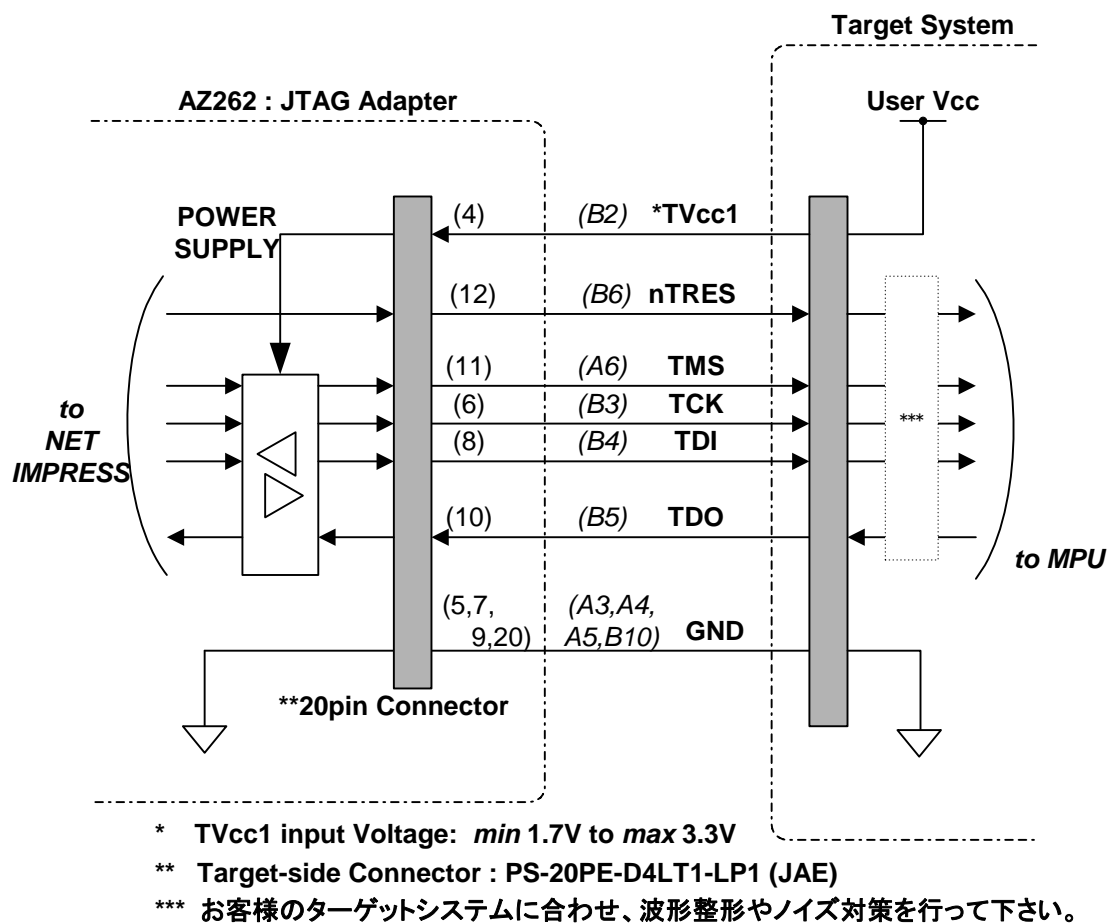 Target System
AZ262 : JTAG Adapter
User Vcc
POWER
SUPPLY
(4) (B2) *TVcc1
(12) (B6) nTRES
(11) (A6) TMS
(6) (B3) TCK
(8) (B4) TDI
(10) (B5) TDO
to
NET
IMPRESS
***
to MPU
(5,7, (A3,A4,
9,20) A5,B10) GND
**20pin Connector
* TVcc1 input Voltage: min 1.7V to max 3.3V
** Target-side Connector : PS-20PE-D4LT1-LP1 (JAE)
*** お客様のターゲットシステムに合わせ、波形整形やノイズ対策を行って下さい。